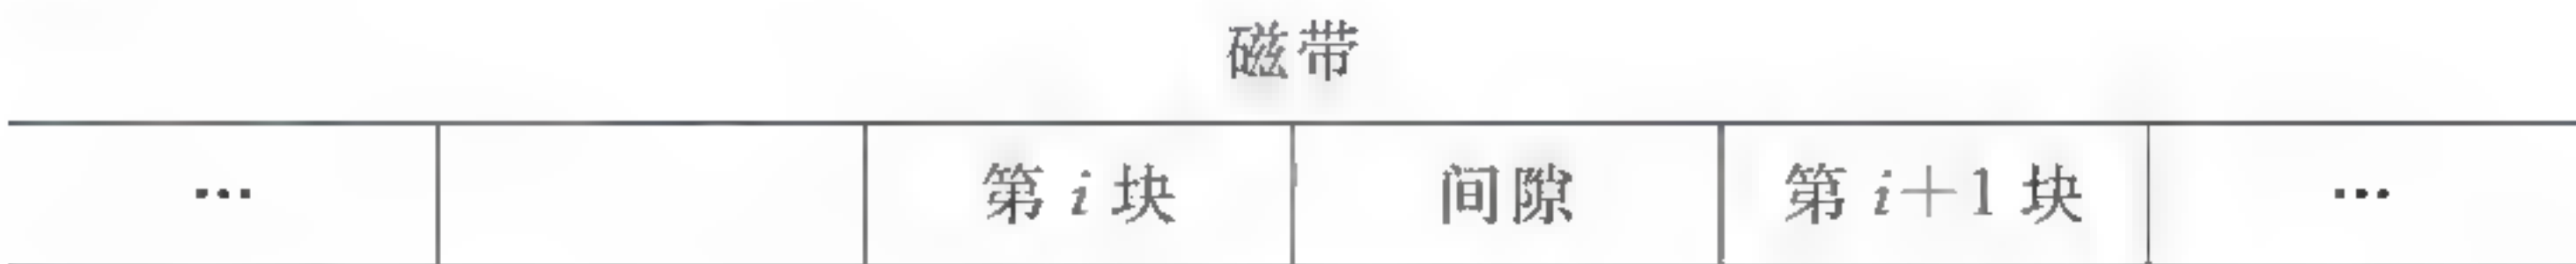 磁带
… 第 i 块 间隙 第 i+1 块 …